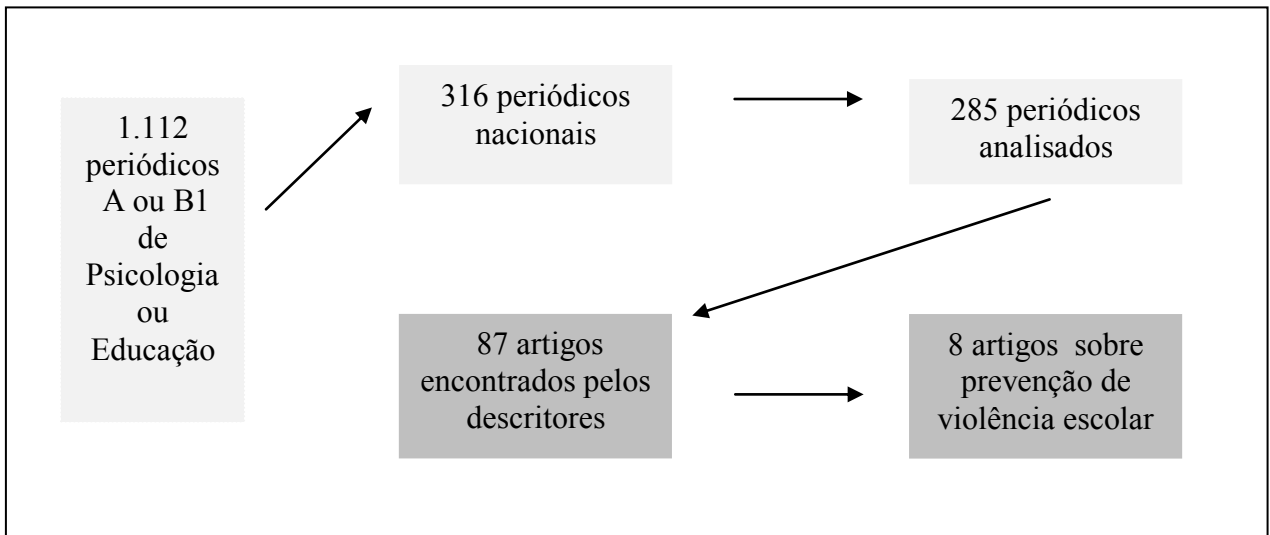 1.112
periódicos
A ou B1
de
Psicologia
ou
Educação
316 periódicos
nacionais
285 periódicos
analisados
87 artigos
encontrados pelos
descritores
8 artigos sobre
prevenção de
violência escolar